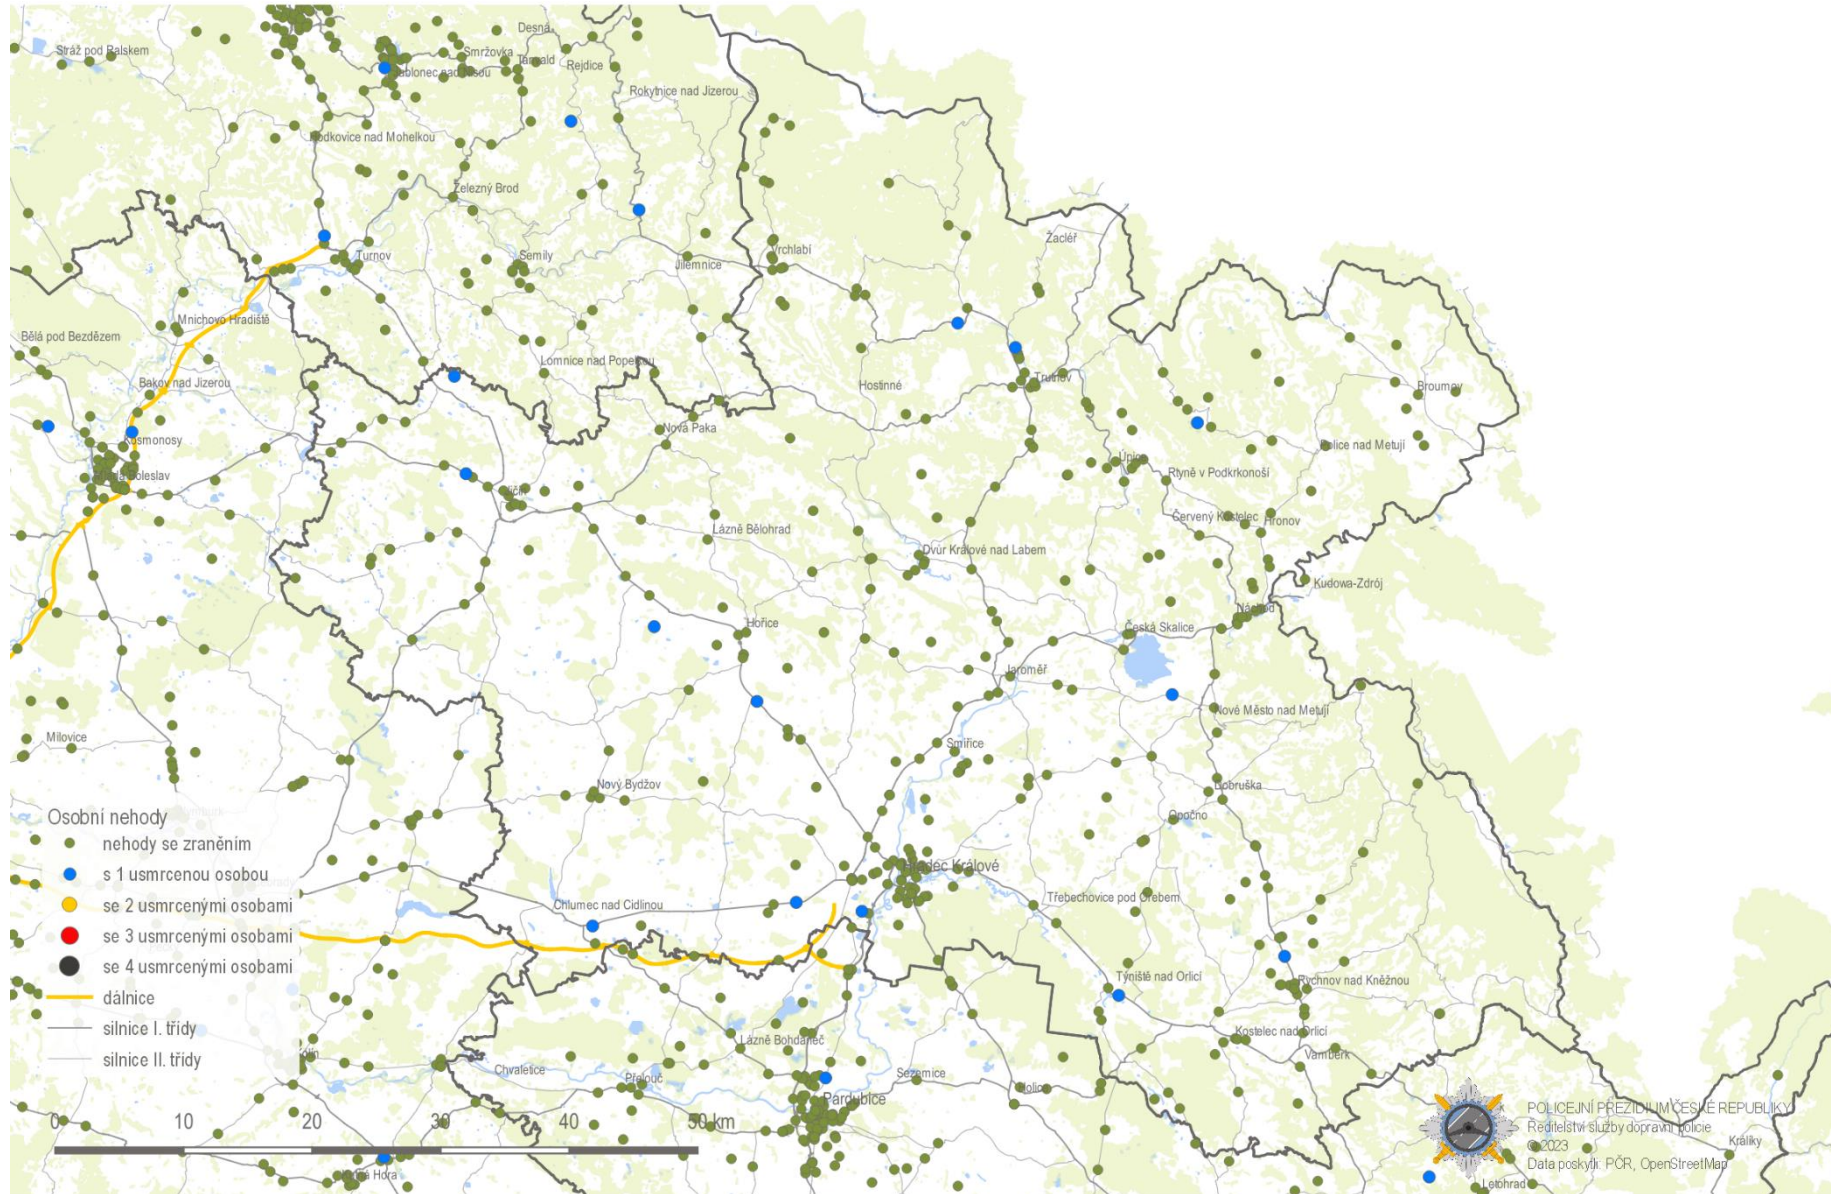 Desná
Stráž pod Ralskem
Smržovka
Tanvald
Rejdice
Jablonec nad Nisou
Rokytnice nad Jizerou
Hodkovice nad Mohelkou
Železný Brod
Žacléř
Turnov
Semily
Vrchlabí
Jilemnice
Mnichovo Hradiště
Bělá pod Bezdězem
Lomnice nad Popelkou
Bakov nad Jizerou
Hostinné
Trutnov
Broumov
Nová Paka
Kosmonosy
Police nad Metují
Úpice
Mladá Boleslav
Rtyně v Podkrkonoší
Jičín
Červený Kostelec
Hronov
Lázně Bělohrad
Dvůr Králové nad Labem
Kudowa-Zdrój
Náchod
Hořice
Česká Skalice
Jaroměř
Nové Město nad Metují
Milovice
Smiřice
Nový Bydžov
Dobruška
Opočno
Hradec Králové
Třebechovice pod Orebem
Chlumec nad Cidlinou
Týniště nad Orlicí
Rychnov nad Kněžnou
Kostelec nad Orlicí
Lázně Bohdaneč
Vamberk
Chvaletice
Přelouč
Sezemice
Holice
Pardubice
Kutná Hora
Králíky
Letohrad
Osobní nehody
nehody se zraněním
s 1 usmrcenou osobou
se 2 usmrcenými osobami
se 3 usmrcenými osobami
se 4 usmrcenými osobami
dálnice
silnice I. třídy
silnice II. třídy
0 10 20 30 40 50 km
POLICEJNÍ PREZIDIUM ČESKÉ REPUBLIKY
Ředitelství služby dopravní policie
© 2023
Data poskytli: PČR, OpenStreetMap